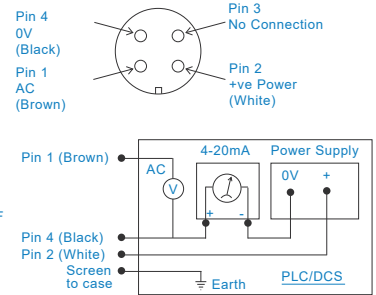 Pin 4
0V
(Black)
Pin 3
No Connection
Pin 1
AC
(Brown)
Pin 2
+ve Power
(White)
Pin 1 (Brown)
AC
V
4-20mA
+ -
Power Supply
0V +
Pin 4 (Black)
Pin 2 (White)
Screen
to case
Earth
PLC/DCS